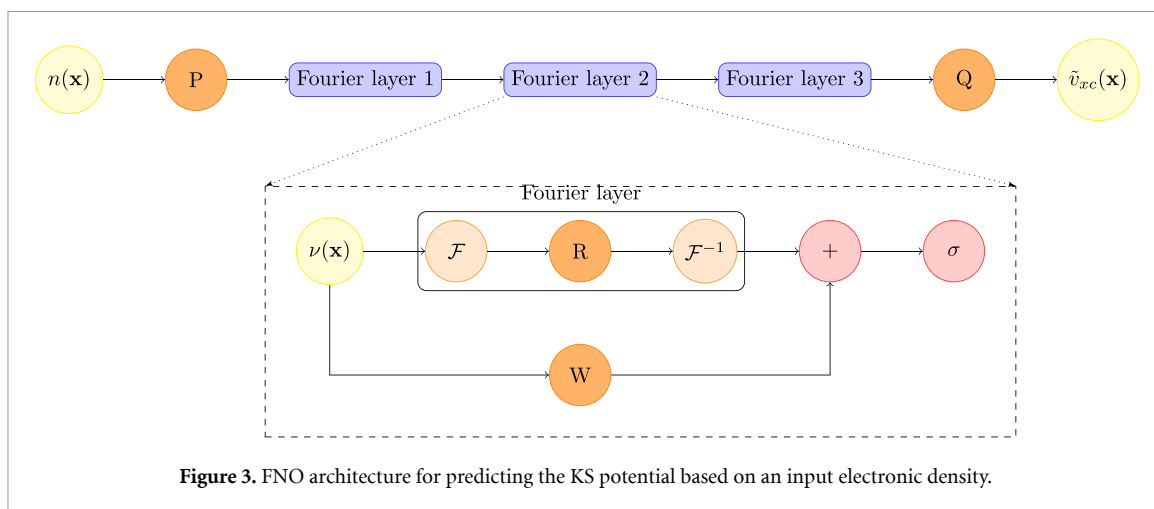 n(x) P Fourier layer 1 Fourier layer 2 Fourier layer 3 Q ṽ_xc(x)
Fourier layer
ν(x) ℱ R ℱ⁻¹ + σ
W
Figure 3. FNO architecture for predicting the KS potential based on an input electronic density.